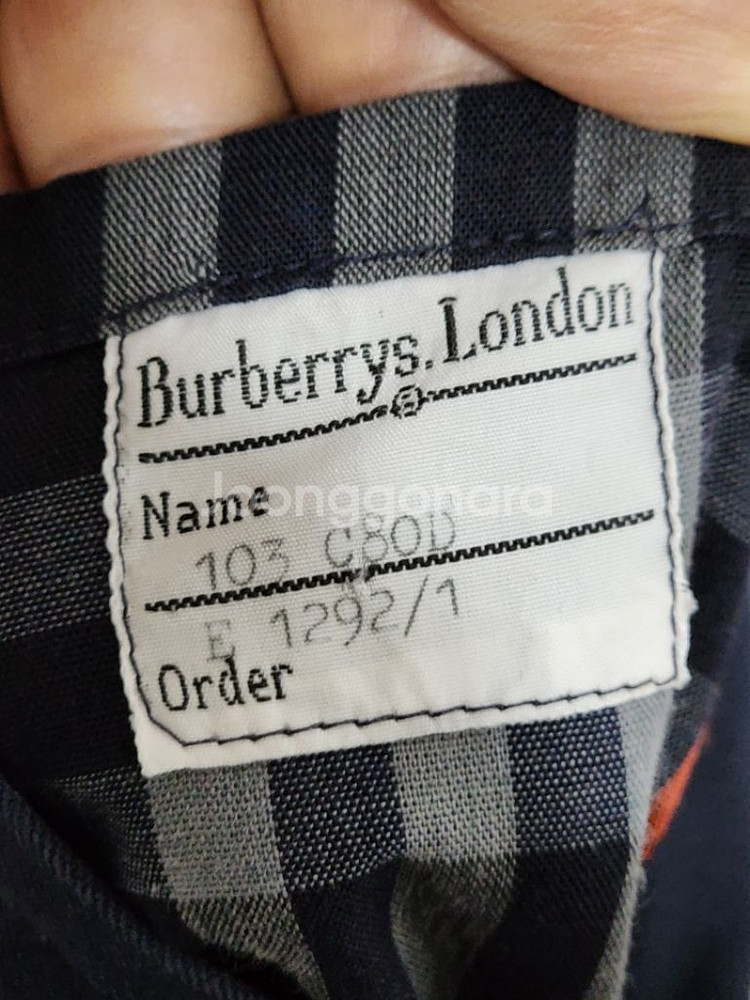 Burberrys. London
Name
103 C80D
E 1292/1
Order